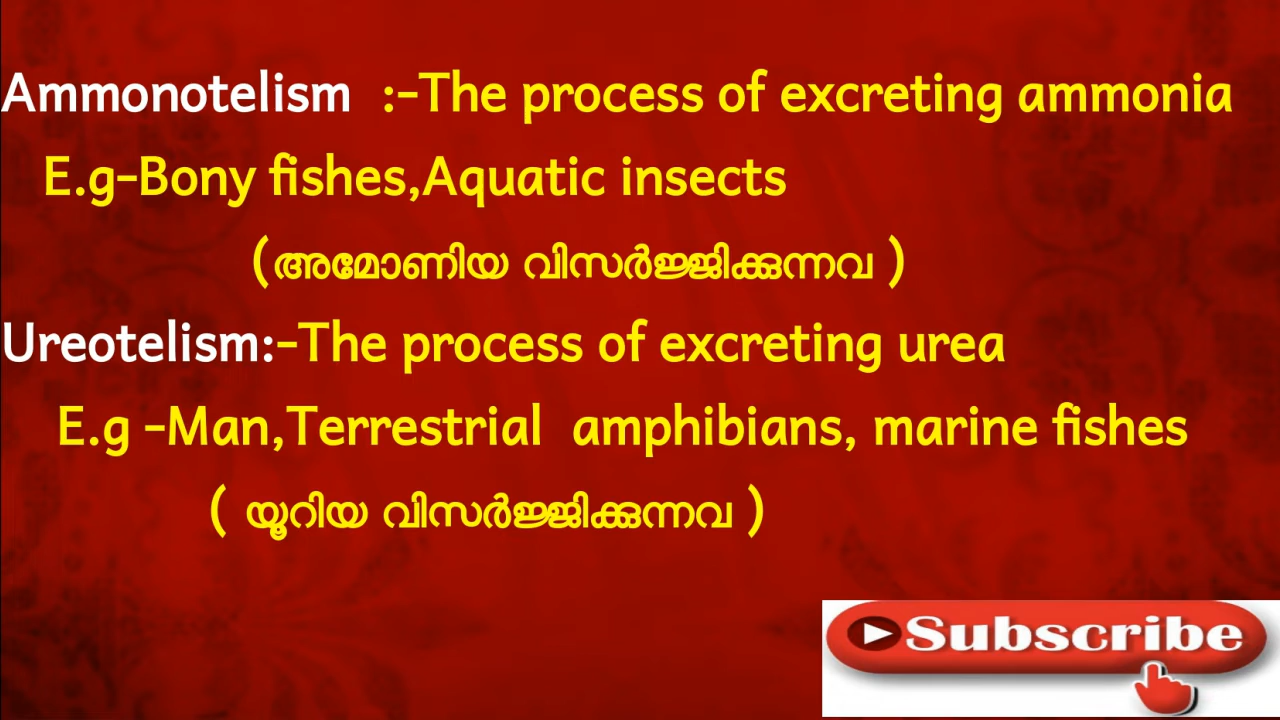 Ammonotelism :-The process of excreting ammonia
E.g-Bony fishes,Aquatic insects
(അമോണിയ വിസർജ്ജിക്കുന്നവ )
Ureotelism:-The process of excreting urea
E.g -Man,Terrestrial amphibians, marine fishes
( യൂറിയ വിസർജ്ജിക്കുന്നവ )
Subscribe